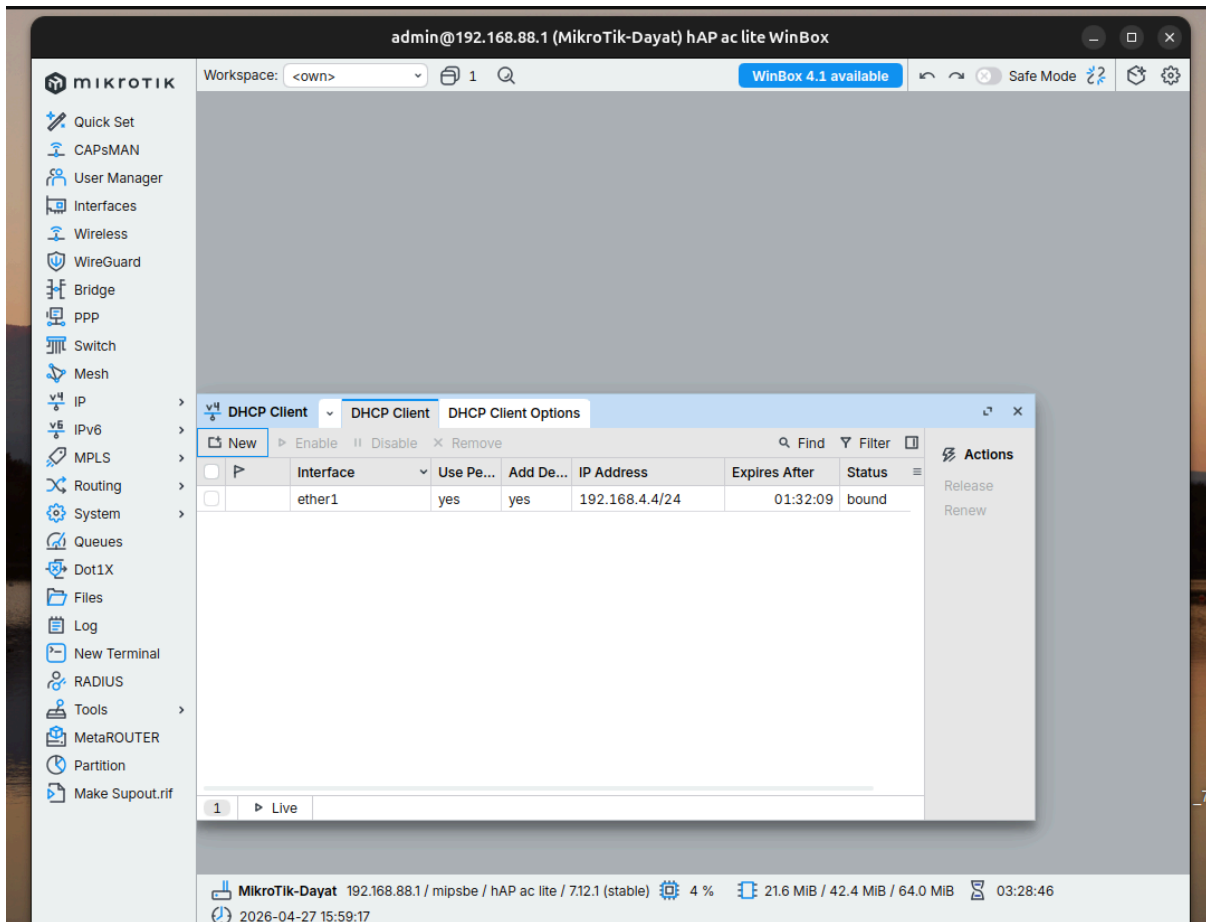 admin@192.168.88.1 (MikroTik-Dayat) hAP ac lite WinBox
MIKROTIK
Workspace: <own> 1 WinBox 4.1 available Safe Mode
Quick Set
CAPsMAN
User Manager
Interfaces
Wireless
WireGuard
Bridge
PPP
Switch
Mesh
IP
IPv6
MPLS
Routing
System
Queues
Dot1X
Files
Log
New Terminal
RADIUS
Tools
MetaROUTER
Partition
Make Supout.rif
DHCP Client DHCP Client DHCP Client Options
New Enable Disable Remove Find Filter
Interface Use Pe... Add De... IP Address Expires After Status
ether1 yes yes 192.168.4.4/24 01:32:09 bound
Actions
Release
Renew
1 Live
MikroTik-Dayat 192.168.88.1 / mipsbe / hAP ac lite / 7.12.1 (stable) 4 % 21.6 MiB / 42.4 MiB / 64.0 MiB 03:28:46
2026-04-27 15:59:17